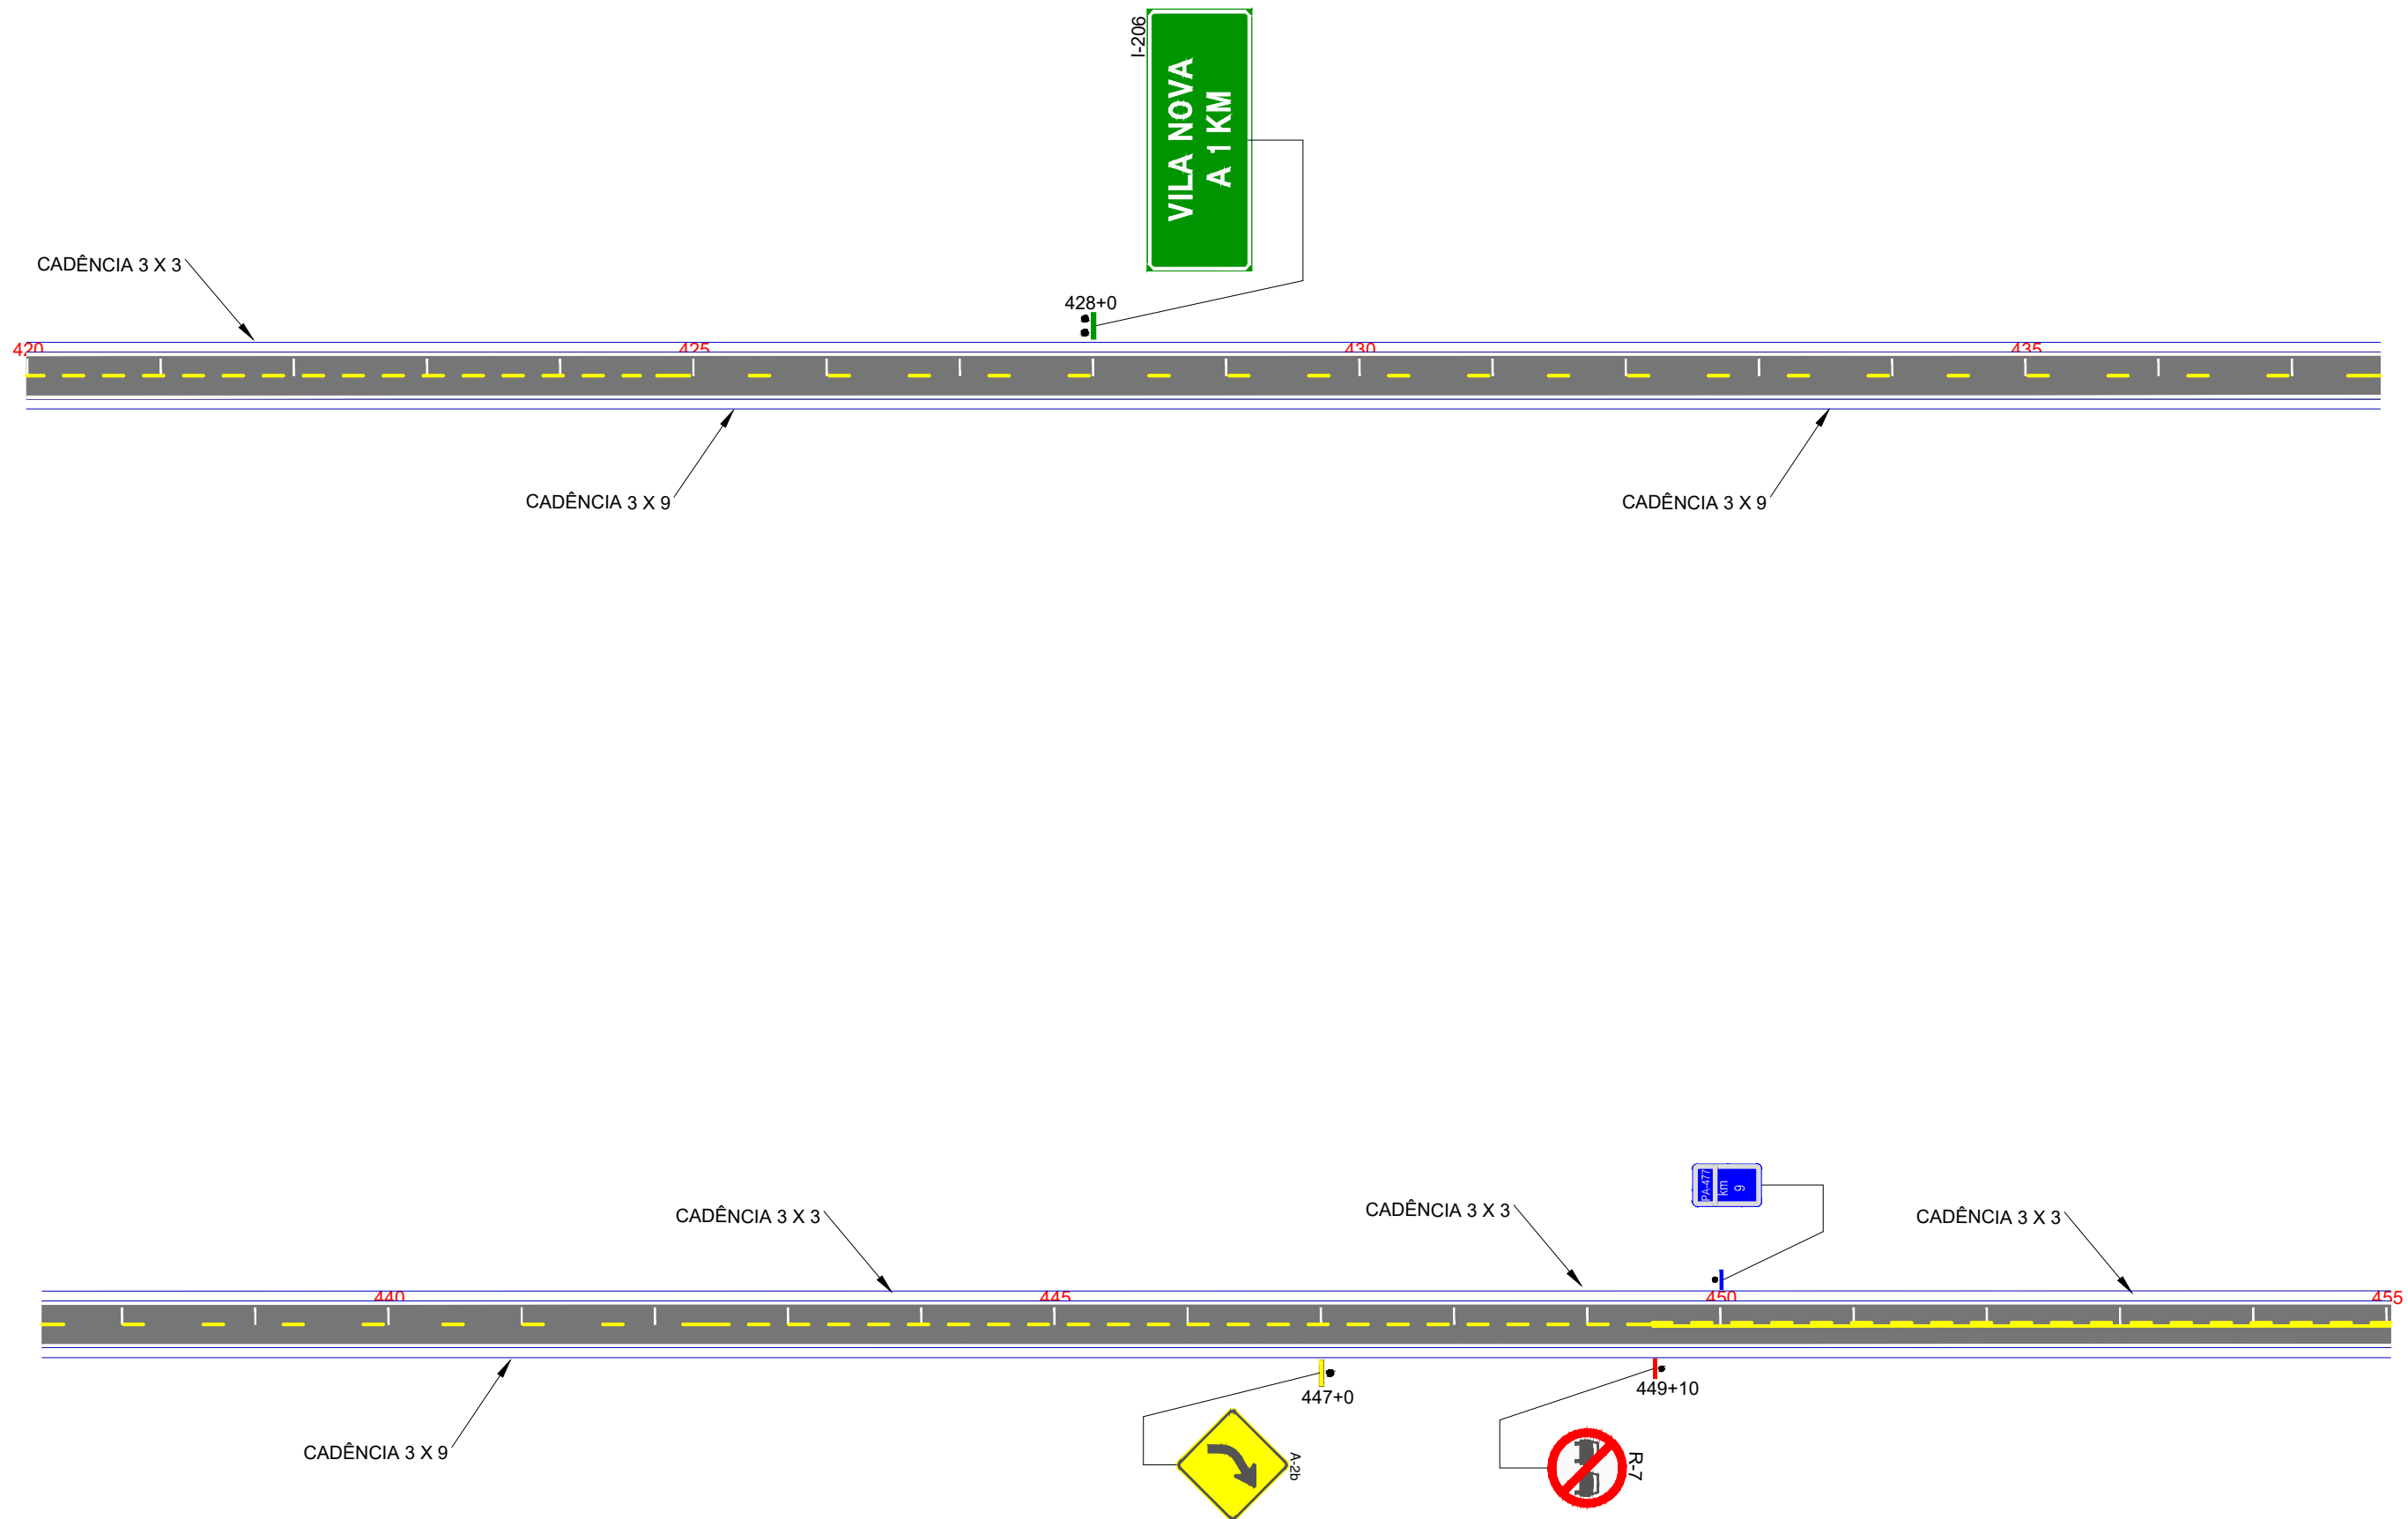 I-206
VILA NOVA
A 1 KM
CADÊNCIA 3 X 3
428+0
420
425
430
435
CADÊNCIA 3 X 9
CADÊNCIA 3 X 9
PA-477
km
9
CADÊNCIA 3 X 3
CADÊNCIA 3 X 3
CADÊNCIA 3 X 3
440
445
450
455
447+0
449+10
CADÊNCIA 3 X 9
A-2b
R-7